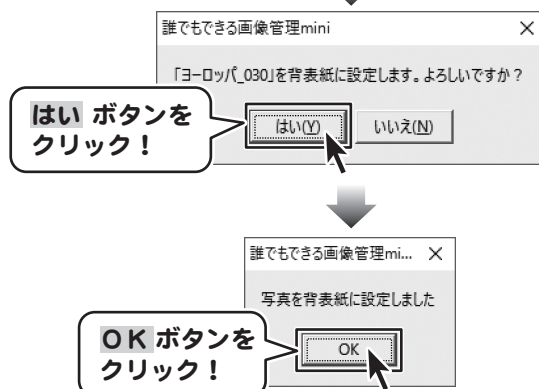 誰でもできる画像管理mini
「ヨーロッパ_030」を背表紙に設定します。よろしいですか？
はい ボタンを
クリック！
はい(Y)
いいえ(N)
誰でもできる画像管理mi...
写真を背表紙に設定しました
ＯＫ ボタンを
クリック！
OK